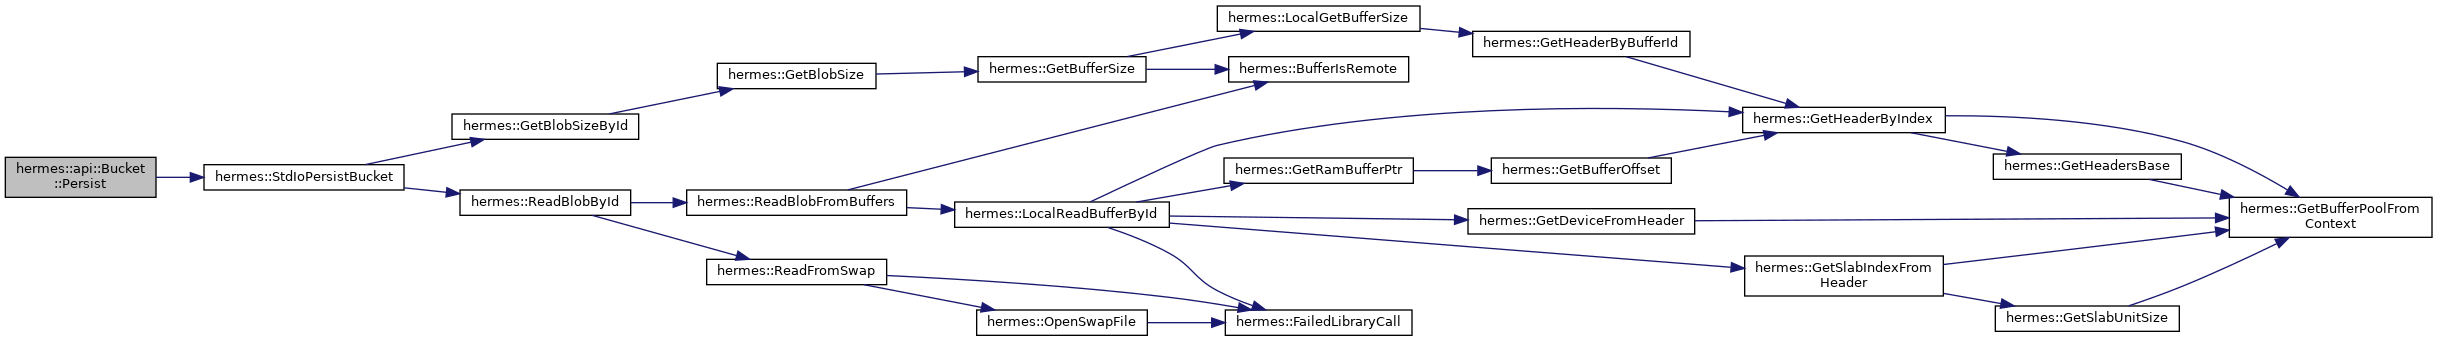 hermes::api::Bucket
::Persist
hermes::StdIoPersistBucket
hermes::GetBlobSizeById
hermes::GetBlobSize
hermes::GetBufferSize
hermes::LocalGetBufferSize
hermes::GetHeaderByBufferId
hermes::BufferIsRemote
hermes::GetHeaderByIndex
hermes::GetHeadersBase
hermes::GetBufferPoolFrom
Context
hermes::ReadBlobById
hermes::ReadBlobFromBuffers
hermes::LocalReadBufferById
hermes::GetRamBufferPtr
hermes::GetBufferOffset
hermes::GetDeviceFromHeader
hermes::GetSlabIndexFrom
Header
hermes::GetSlabUnitSize
hermes::ReadFromSwap
hermes::OpenSwapFile
hermes::FailedLibraryCall